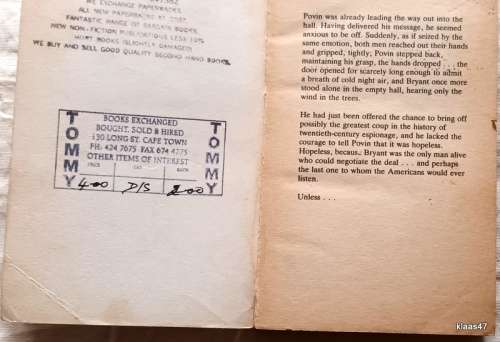 WE EXCHANGE PAPERBACKS
ALL NEW PAPERBACKS AT COST
FANTASTIC RANGE OF BARGAIN BOOKS
NEW NON-FICTION PUBLICATIONS LESS 10%
MOST BOOKS (SLIGHTLY DAMAGED)
WE BUY AND SELL GOOD QUALITY SECOND HAND BOOKS
TOMMY
BOOKS EXCHANGED
BOUGHT, SOLD & HIRED
130 LONG ST. CAPE TOWN
PH: 424 7675 FAX 674 4775
OTHER ITEMS OF INTEREST
PRICE CAT
4-00 D/S 2-00
TOMMY
Povin was already leading the way out into the
hall. Having delivered his message, he seemed
anxious to be off. Suddenly, as if seized by the
same emotion, both men reached out their hands
and gripped, tightly; Povin stepped back,
maintaining his grasp, the hands dropped . . . the
door opened for scarcely long enough to admit
a breath of cold night air, and Bryant once more
stood alone in the empty hall, hearing only the
wind in the trees.
He had just been offered the chance to bring off
possibly the greatest coup in the history of
twentieth-century espionage, and he lacked the
courage to tell Povin that it was hopeless.
Hopeless, because Bryant was the only man alive
who could negotiate the deal . . . and perhaps
the last one to whom the Americans would ever
listen.
Unless . . .
klaas47